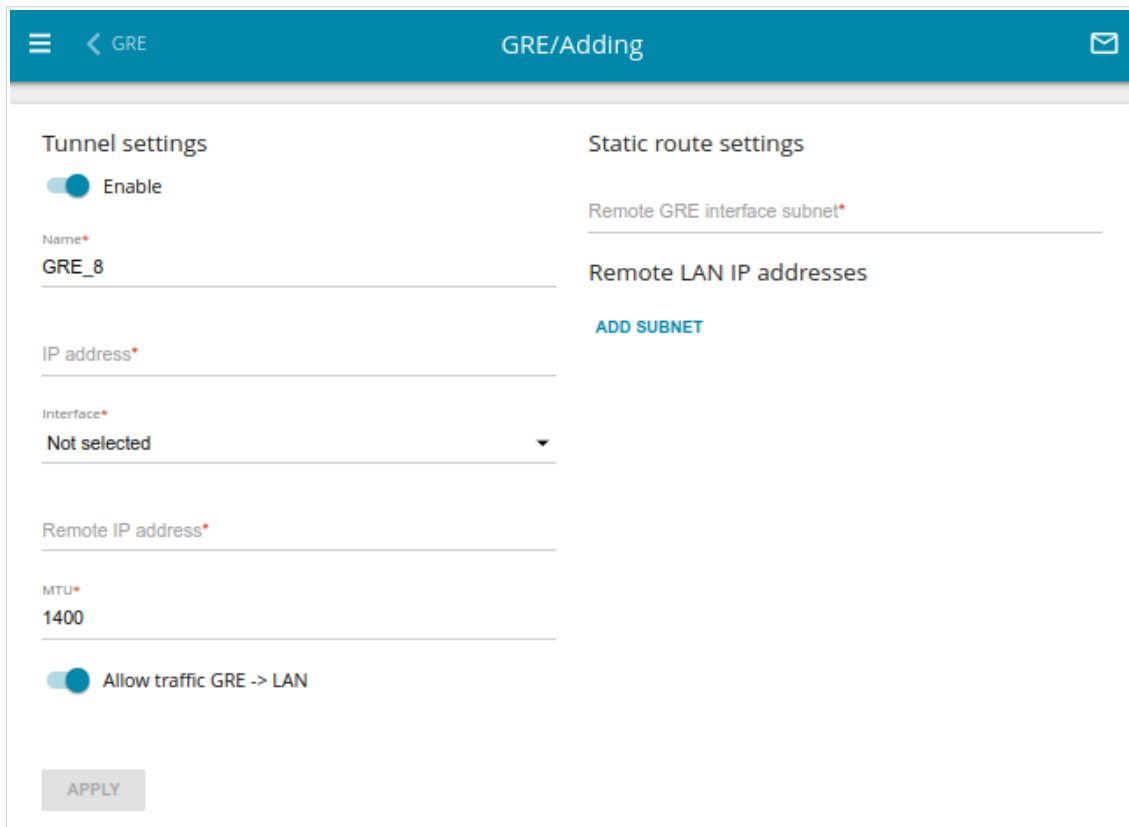 GRE
GRE/Adding
Tunnel settings
Enable
Name*
GRE_8
IP address*
Interface*
Not selected
Remote IP address*
MTU*
1400
Allow traffic GRE -> LAN
APPLY
Static route settings
Remote GRE interface subnet*
Remote LAN IP addresses
ADD SUBNET